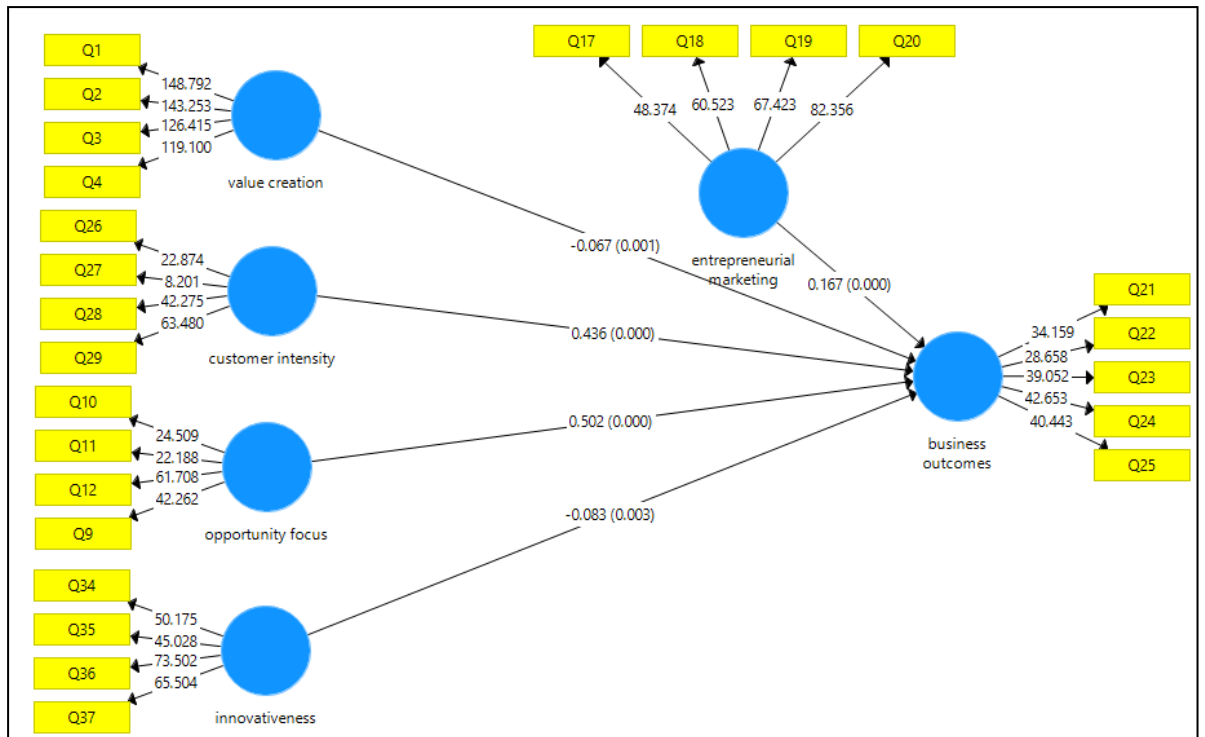 Q1
Q2
Q3
Q4
148.792
143.253
126.415
119.100
value creation
Q26
Q27
Q28
Q29
22.874
8.201
42.275
63.480
customer intensity
Q10
Q11
Q12
Q9
24.509
22.188
61.708
42.262
opportunity focus
Q34
Q35
Q36
Q37
50.175
45.028
73.502
65.504
innovativeness
Q17
Q18
Q19
Q20
48.374
60.523
67.423
82.356
entrepreneurial
marketing
-0.067 (0.001)
0.167 (0.000)
0.436 (0.000)
0.502 (0.000)
-0.083 (0.003)
business
outcomes
34.159
28.658
39.052
42.653
40.443
Q21
Q22
Q23
Q24
Q25